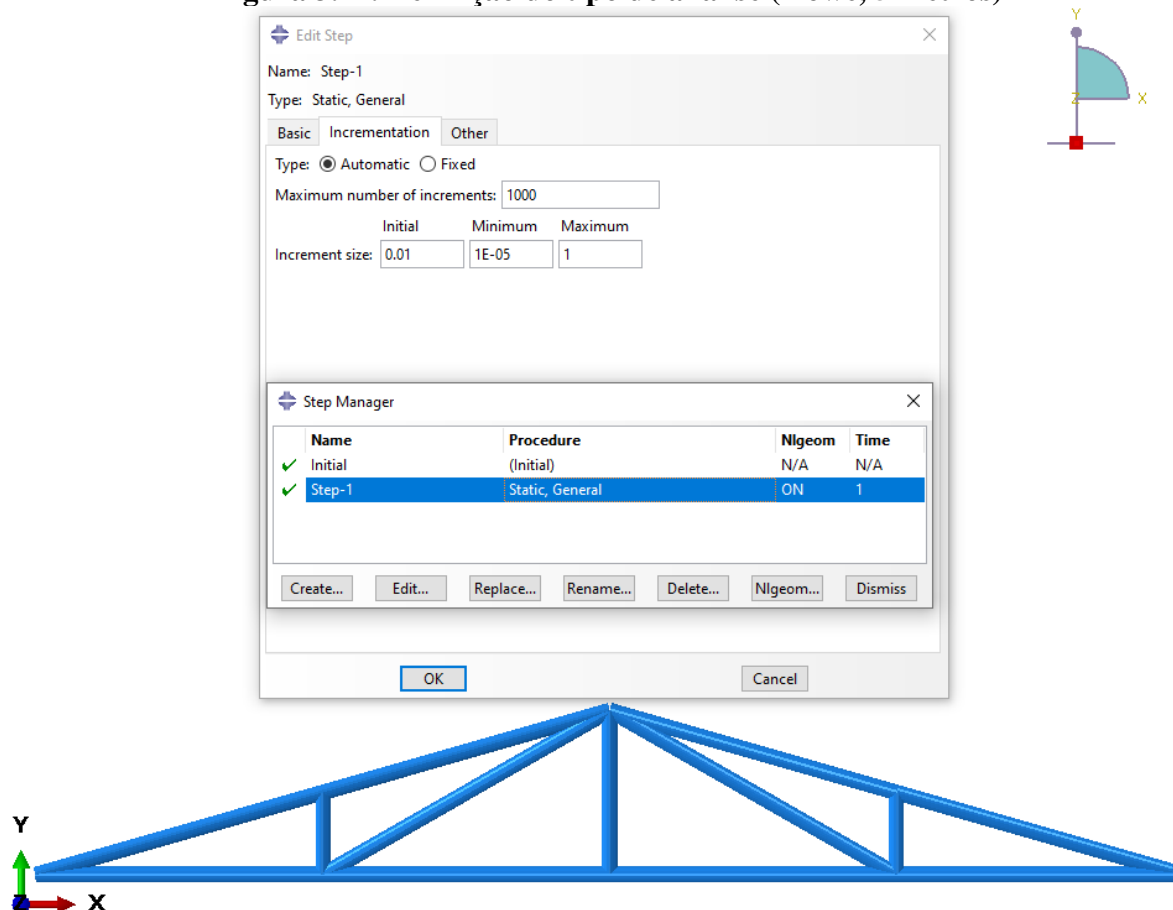 Edit Step
Name: Step-1
Type: Static, General
Basic Incrementation Other
Type: Automatic Fixed
Maximum number of increments: 1000
Initial Minimum Maximum
Increment size: 0.01 1E-05 1
Step Manager
Name Procedure Nlgeom Time
Initial (Initial) N/A N/A
Step-1 Static, General ON 1
Create... Edit... Replace... Rename... Delete... Nlgeom... Dismiss
OK Cancel
Y
Z X
Y
Z X